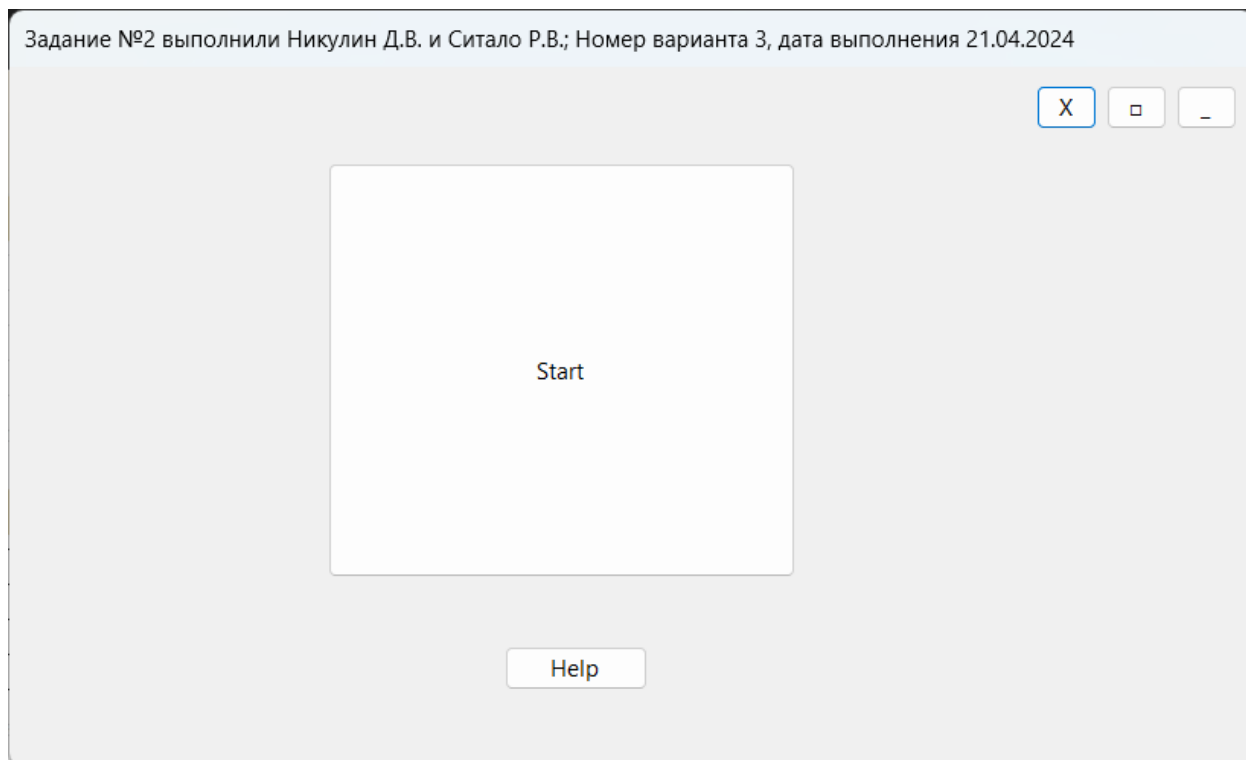 Задание №2 выполнили Никулин Д.В. и Ситало Р.В.; Номер варианта 3, дата выполнения 21.04.2024
X □ _
Start
Help